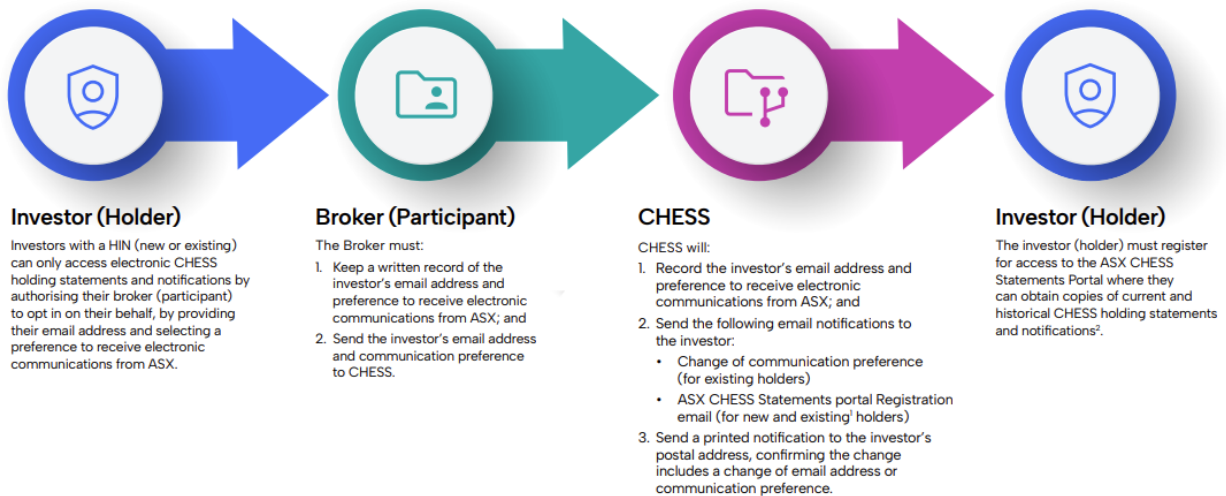 Investor (Holder)
Investors with a HIN (new or existing)
can only access electronic CHESS
holding statements and notifications by
authorising their broker (participant)
to opt in on their behalf, by providing
their email address and selecting a
preference to receive electronic
communications from ASX.
Broker (Participant)
The Broker must:
1. Keep a written record of the
investor's email address and
preference to receive electronic
communications from ASX; and
2. Send the investor's email address
and communication preference
to CHESS.
CHESS
CHESS will:
1. Record the investor's email address and
preference to receive electronic
communications from ASX; and
2. Send the following email notifications to
the investor:
• Change of communication preference
(for existing holders)
• ASX CHESS Statements portal Registration
email (for new and existing¹ holders)
3. Send a printed notification to the investor's
postal address, confirming the change
includes a change of email address or
communication preference.
Investor (Holder)
The investor (holder) must register
for access to the ASX CHESS
Statements Portal where they
can obtain copies of current and
historical CHESS holding statements
and notifications².